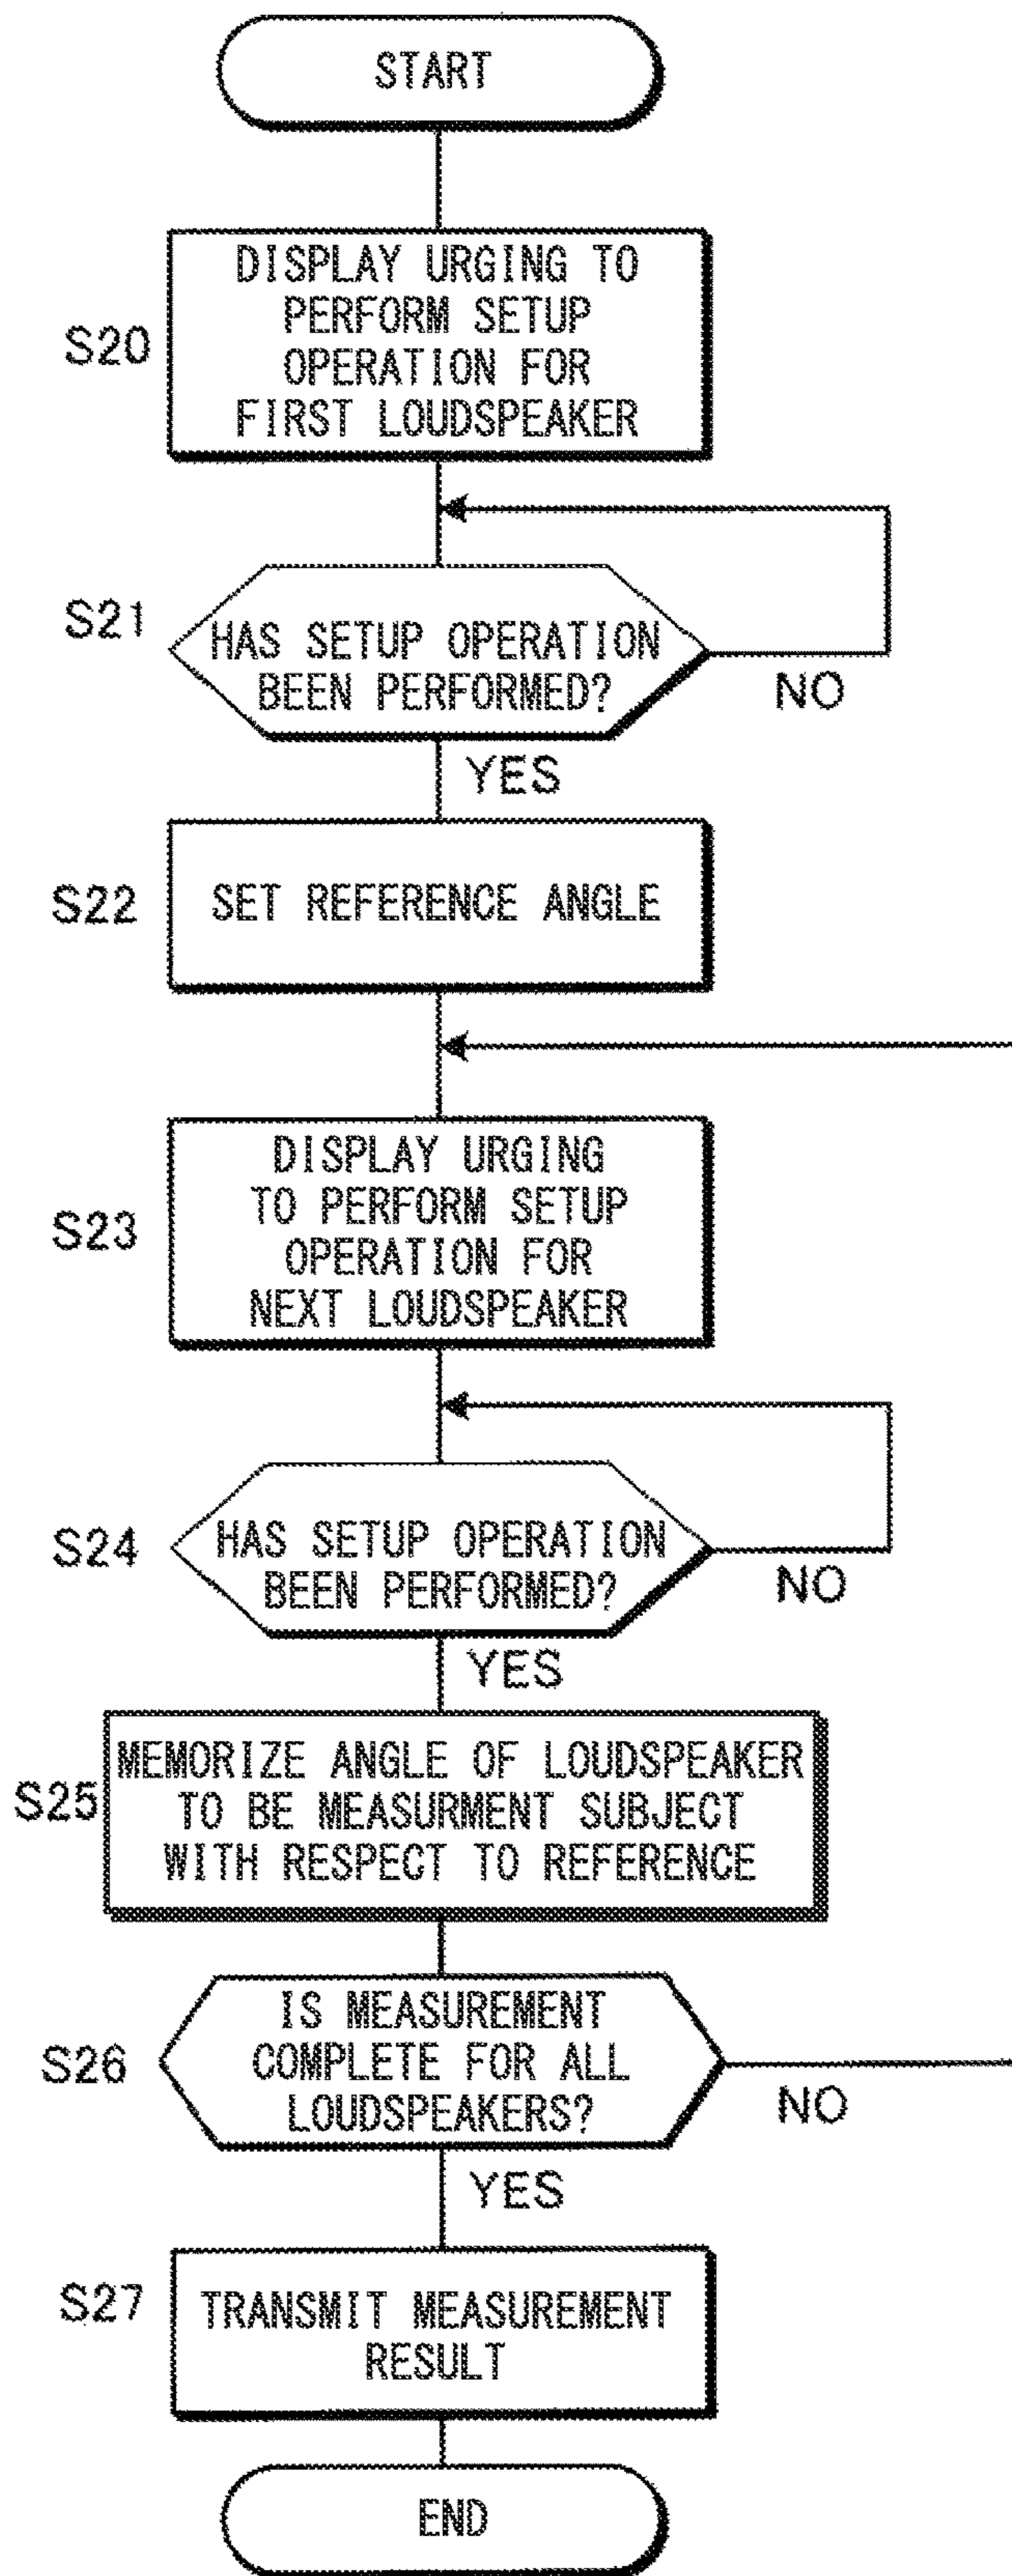 START
S20
DISPLAY URGING TO
PERFORM SETUP
OPERATION FOR
FIRST LOUDSPEAKER
S21
HAS SETUP OPERATION
BEEN PERFORMED?
NO
YES
S22
SET REFERENCE ANGLE
S23
DISPLAY URGING
TO PERFORM SETUP
OPERATION FOR
NEXT LOUDSPEAKER
S24
HAS SETUP OPERATION
BEEN PERFORMED?
NO
YES
S25
MEMORIZE ANGLE OF LOUDSPEAKER
TO BE MEASURMENT SUBJECT
WITH RESPECT TO REFERENCE
S26
IS MEASUREMENT
COMPLETE FOR ALL
LOUDSPEAKERS?
NO
YES
S27
TRANSMIT MEASUREMENT
RESULT
END